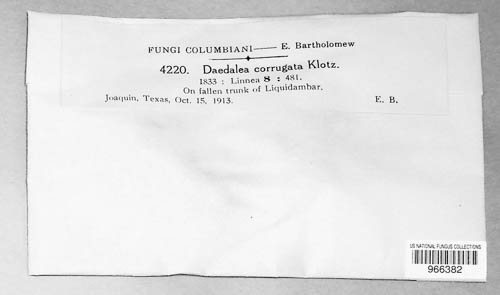 FUNGI COLUMBIANI—— E. Bartholomew
4220. Daedalea corrugata Klotz.
1833 : Linnea 8 : 481.
On fallen trunk of Liquidambar.
Joaquin, Texas, Oct. 15, 1913. E. B.
US NATIONAL FUNGUS COLLECTIONS
966382